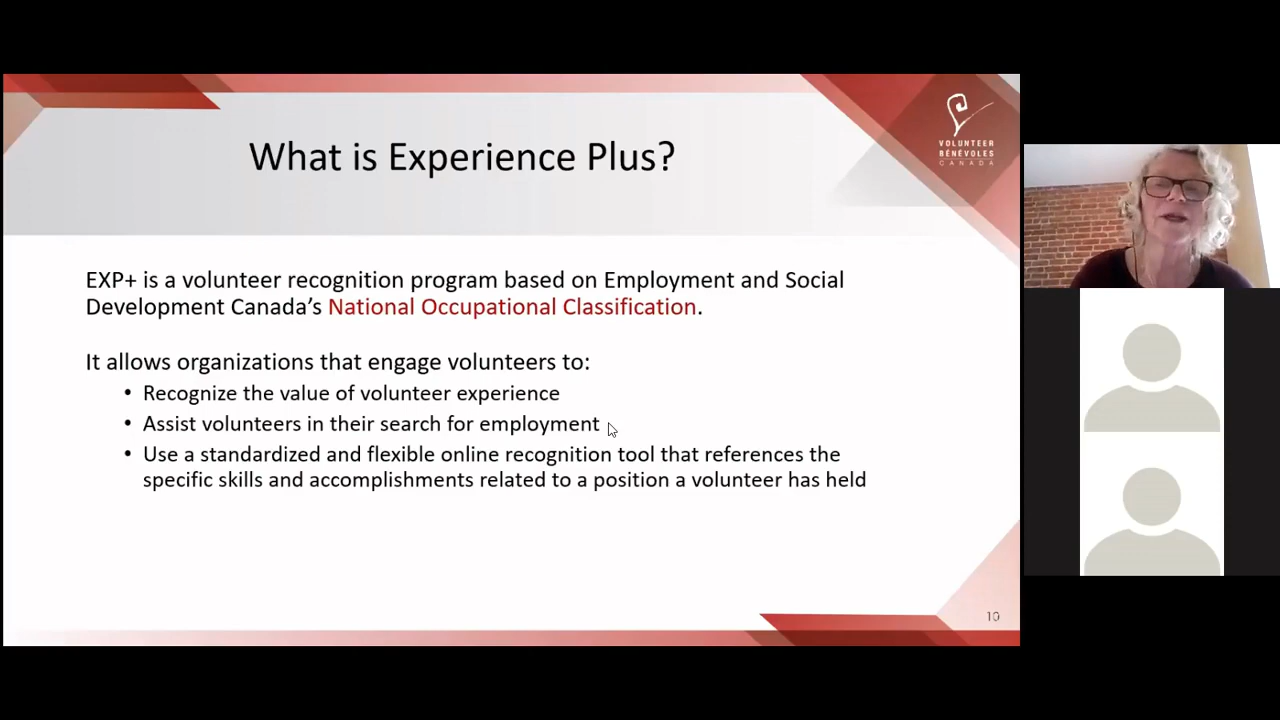 What is Experience Plus?
VOLUNTEER
BÉNÉVOLES
CANADA
EXP+ is a volunteer recognition program based on Employment and Social
Development Canada’s National Occupational Classification.
It allows organizations that engage volunteers to:
• Recognize the value of volunteer experience
• Assist volunteers in their search for employment
• Use a standardized and flexible online recognition tool that references the
specific skills and accomplishments related to a position a volunteer has held
10